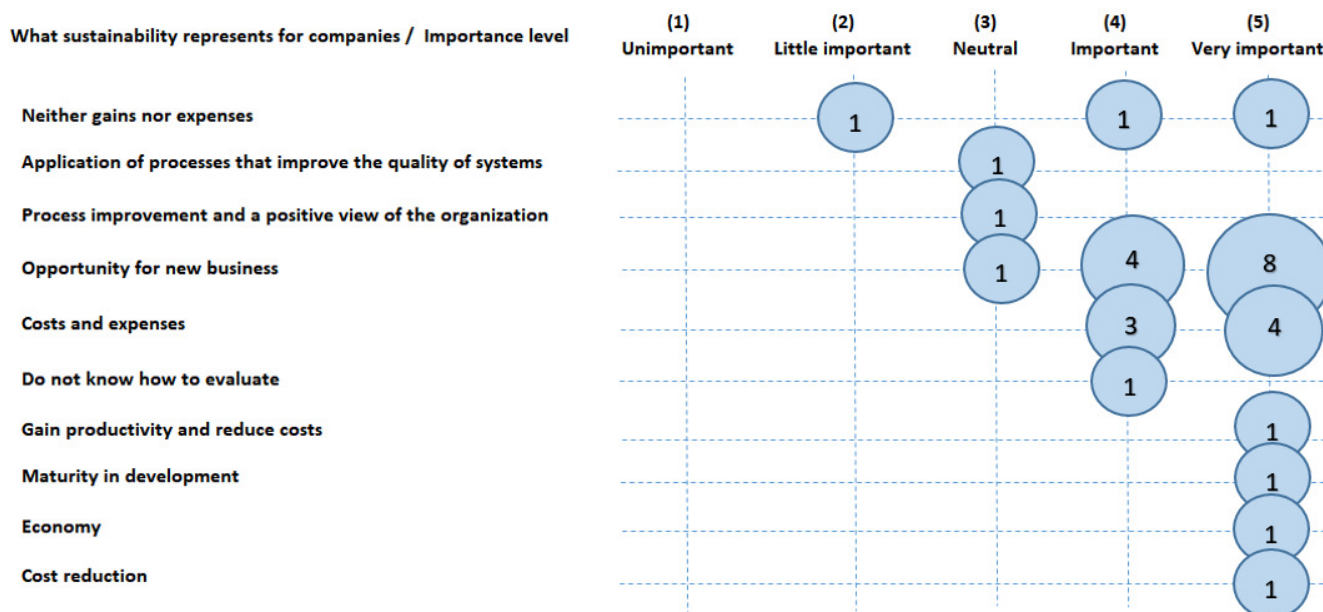 What sustainability represents for companies / Importance level
(1) (2) (3) (4) (5)
Unimportant Little important Neutral Important Very important
Neither gains nor expenses 1 1 1
Application of processes that improve the quality of systems 1
Process improvement and a positive view of the organization 1
Opportunity for new business 1 4 8
Costs and expenses 3 4
Do not know how to evaluate 1
Gain productivity and reduce costs 1
Maturity in development 1
Economy 1
Cost reduction 1